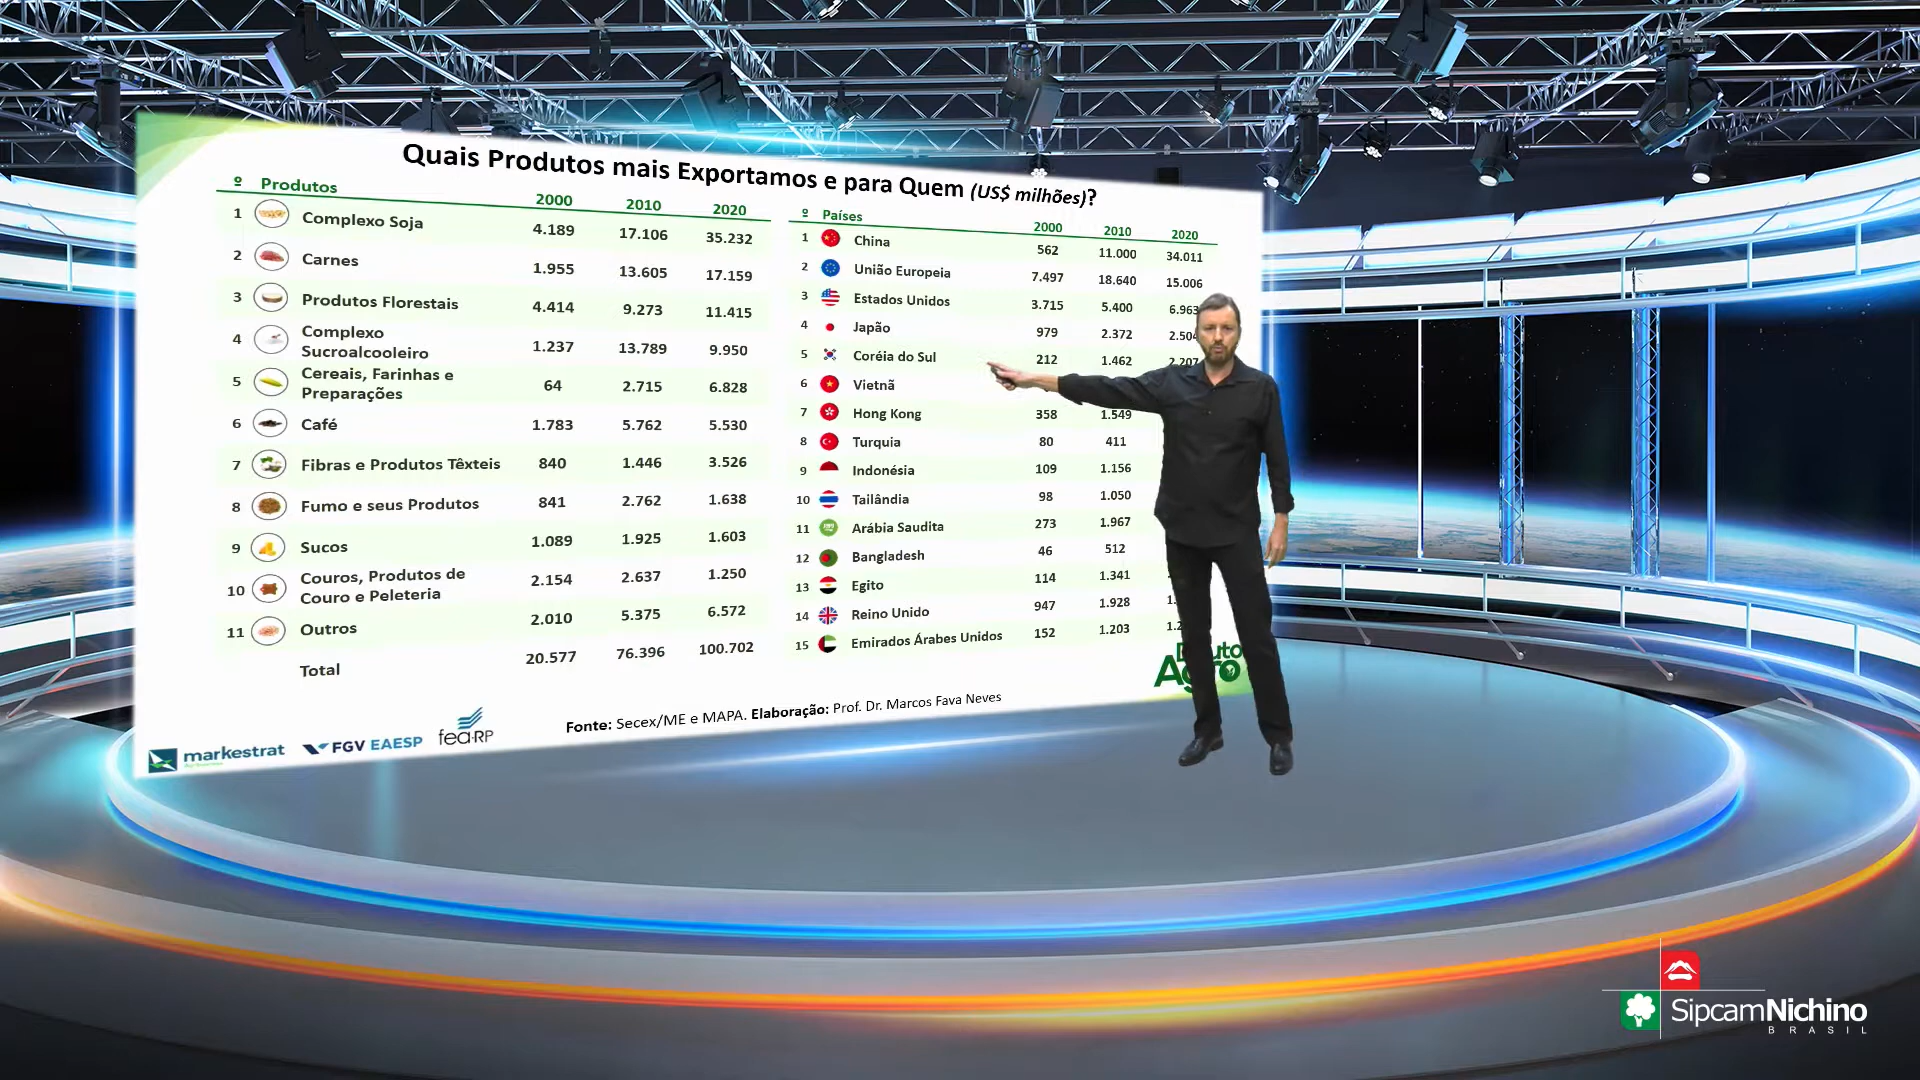 Quais Produtos mais Exportamos e para Quem (US$ milhões)?
º Produtos 2000 2010 2020
1 Complexo Soja 4.189 17.106 35.232
2 Carnes 1.955 13.605 17.159
3 Produtos Florestais 4.414 9.273 11.415
4 Complexo
Sucroalcooleiro 1.237 13.789 9.950
5 Cereais, Farinhas e
Preparações 64 2.715 6.828
6 Café 1.783 5.762 5.530
7 Fibras e Produtos Têxteis 840 1.446 3.526
8 Fumo e seus Produtos 841 2.762 1.638
9 Sucos 1.089 1.925 1.603
10 Couros, Produtos de
Couro e Peleteria 2.154 2.637 1.250
11 Outros 2.010 5.375 6.572
Total 20.577 76.396 100.702
º Países 2000 2010 2020
1 China 562 11.000 34.011
2 União Europeia 7.497 18.640 15.006
3 Estados Unidos 3.715 5.400 6.963
4 Japão 979 2.372 2.504
5 Coréia do Sul 212 1.462 2.207
6 Vietnã
7 Hong Kong 358 1.549
8 Turquia 80 411
9 Indonésia 109 1.156
10 Tailândia 98 1.050
11 Arábia Saudita 273 1.967
12 Bangladesh 46 512
13 Egito 114 1.341
14 Reino Unido 947 1.928
15 Emirados Árabes Unidos 152 1.203
Fonte: Secex/ME e MAPA. Elaboração: Prof. Dr. Marcos Fava Neves
markestrat
FGV EAESP
fea-RP
SipcamNichino
BRASIL